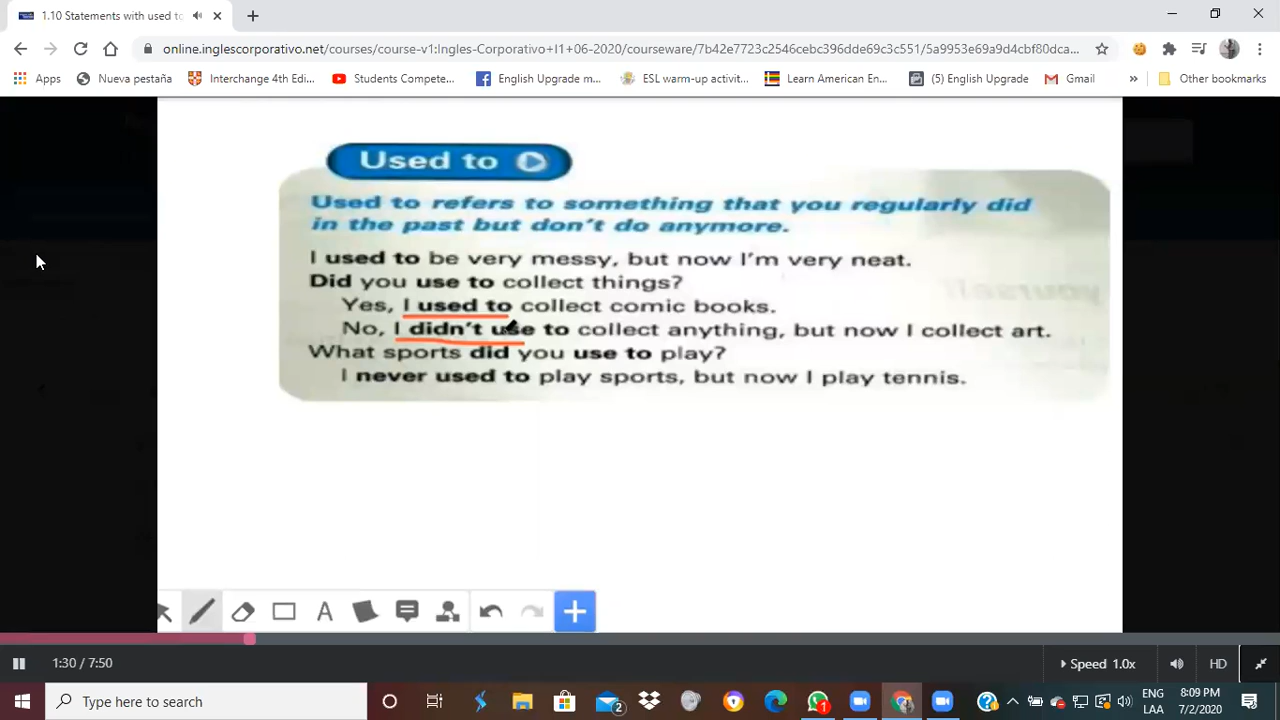 1.10 Statements with used to
online.inglescorporativo.net/courses/course-v1:Ingles-Corporativo+I1+06-2020/courseware/7b42e7723c2546cebc396dde69c3c551/5a9953e69a9d4cbf80dca...
Apps Nueva pestaña Interchange 4th Edi... Students Compete... English Upgrade m... ESL warm-up activit... Learn American En... (5) English Upgrade Gmail » Other bookmarks
Used to
Used to refers to something that you regularly did
in the past but don't do anymore.
I used to be very messy, but now I'm very neat.
Did you use to collect things?
Yes, I used to collect comic books.
No, I didn't use to collect anything, but now I collect art.
What sports did you use to play?
I never used to play sports, but now I play tennis.
yourself
A
1:30 / 7:50 Speed 1.0x HD
Type here to search 2 1 ENG 8:09 PM
LAA 7/2/2020